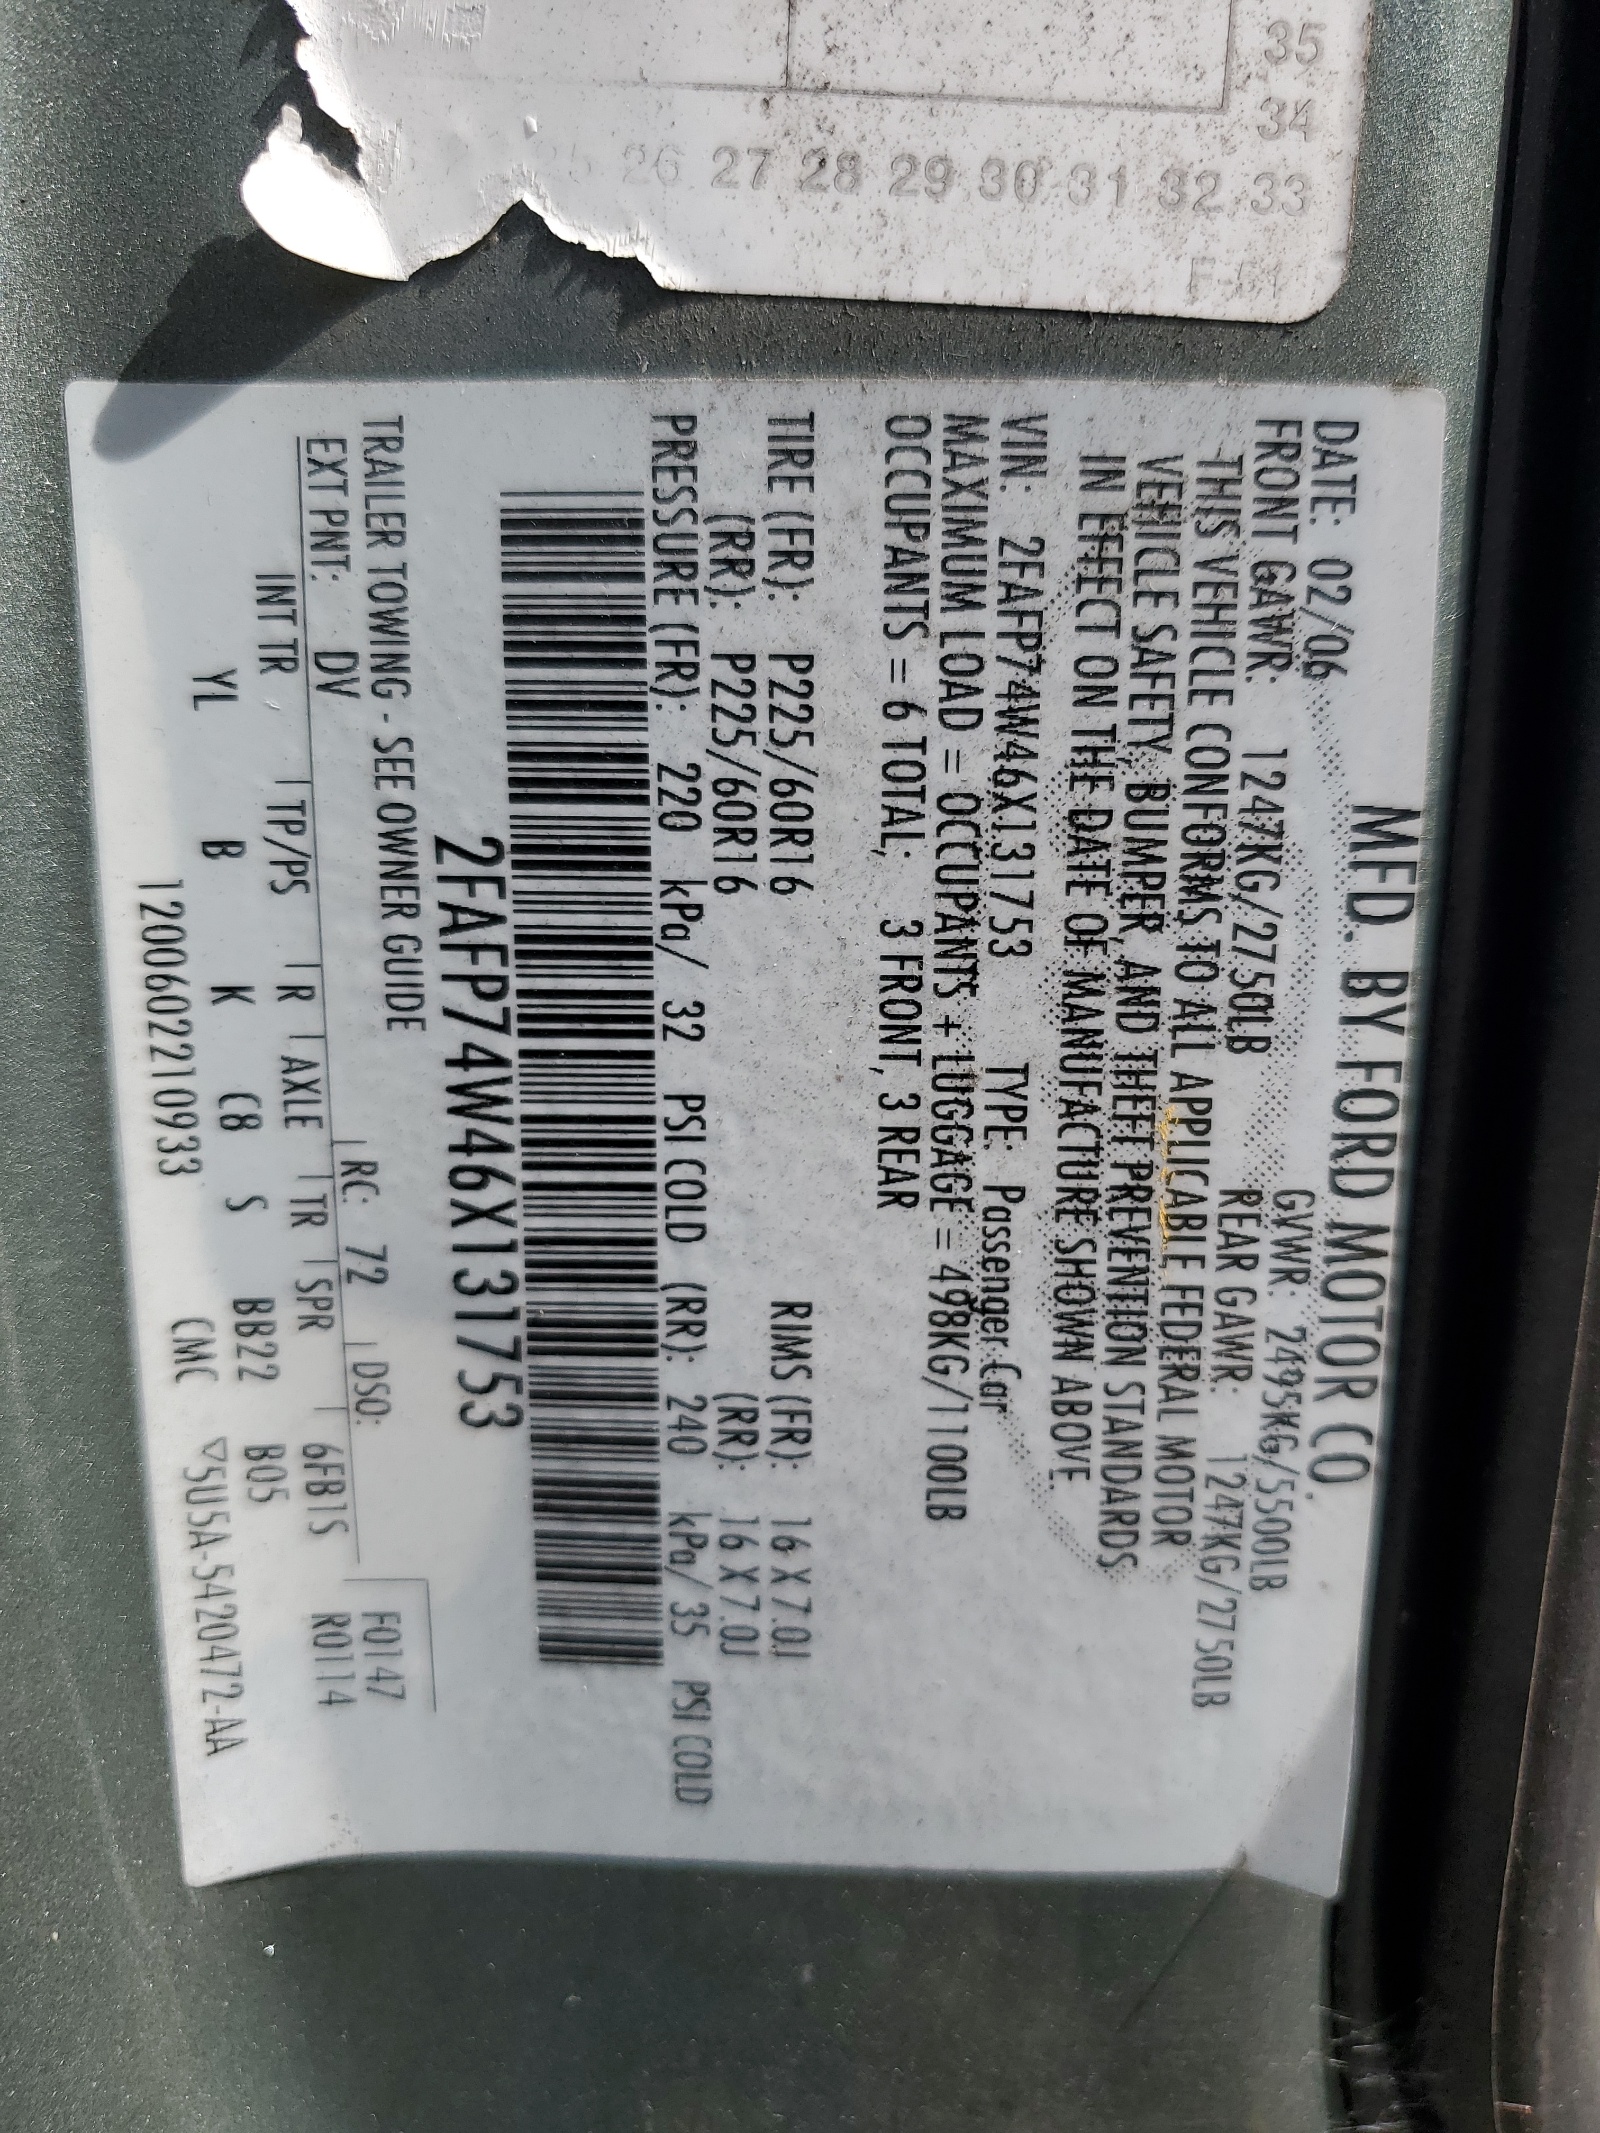 35
34
26 27 28 29 30 31 32 33
MFD. BY FORD MOTOR CO.
DATE: 02/06 GVWR: 2495KG/5500LB
FRONT GAWR: 1247KG/2750LB REAR GAWR: 1247KG/2750LB
THIS VEHICLE CONFORMS TO ALL APPLICABLE FEDERAL MOTOR
VEHICLE SAFETY, BUMPER, AND THEFT PREVENTION STANDARDS
IN EFFECT ON THE DATE OF MANUFACTURE SHOWN ABOVE.
VIN: 2FAFP74W46X131753 TYPE: Passenger Car
MAXIMUM LOAD = OCCUPANTS + LUGGAGE = 498KG/1100LB
OCCUPANTS = 6 TOTAL; 3 FRONT, 3 REAR
TIRE (FR): P225/60R16 RIMS (FR): 16 X 7.0J
(RR): P225/60R16 (RR): 16 X 7.0J
PRESSURE (FR): 220 kPa/ 32 PSI COLD (RR): 240 kPa/ 35 PSI COLD
2FAFP74W46X131753
TRAILER TOWING - SEE OWNER GUIDE F0147
EXT PNT: DV RC: 72 DSO: R0114
INT TR TP/PS R AXLE TR SPR 6FB1S
YL B K C8 S BB22 B05
1200602210933 CMC ▽5U5A-5420472-AA